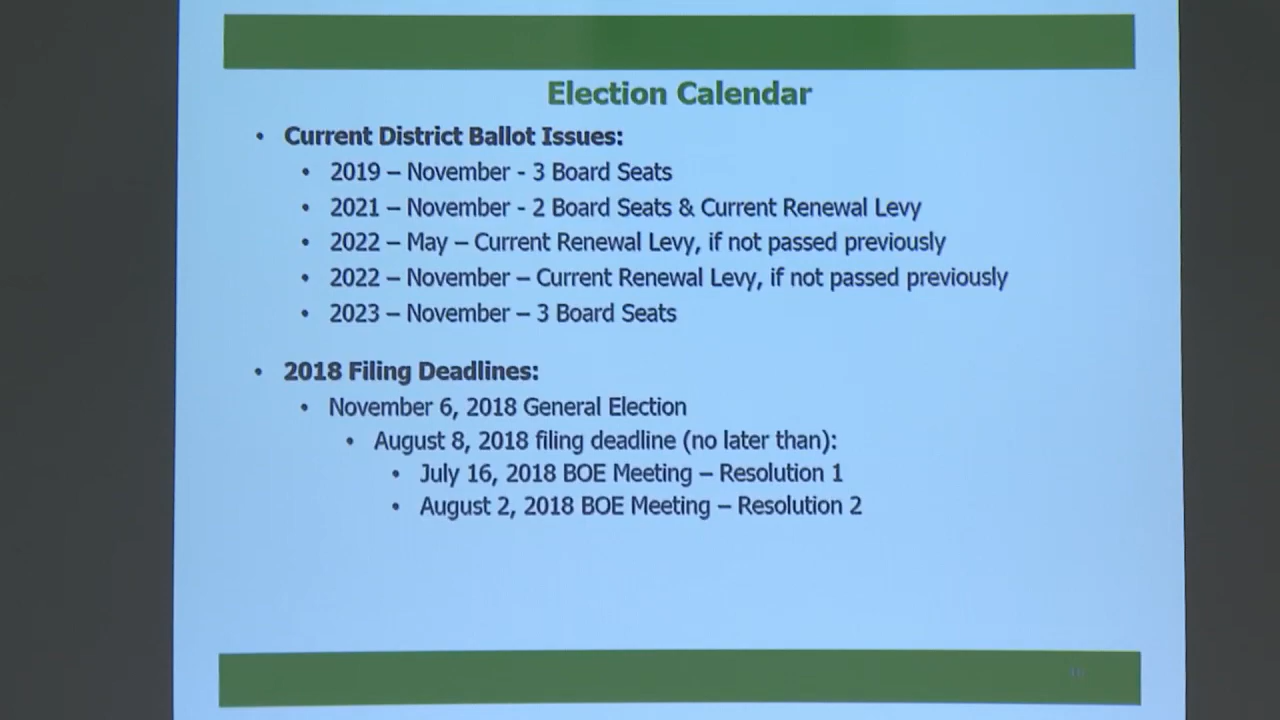 Election Calendar
• Current District Ballot Issues:
• 2019 – November - 3 Board Seats
• 2021 – November - 2 Board Seats & Current Renewal Levy
• 2022 – May – Current Renewal Levy, if not passed previously
• 2022 – November – Current Renewal Levy, if not passed previously
• 2023 – November – 3 Board Seats
• 2018 Filing Deadlines:
• November 6, 2018 General Election
• August 8, 2018 filing deadline (no later than):
• July 16, 2018 BOE Meeting – Resolution 1
• August 2, 2018 BOE Meeting – Resolution 2